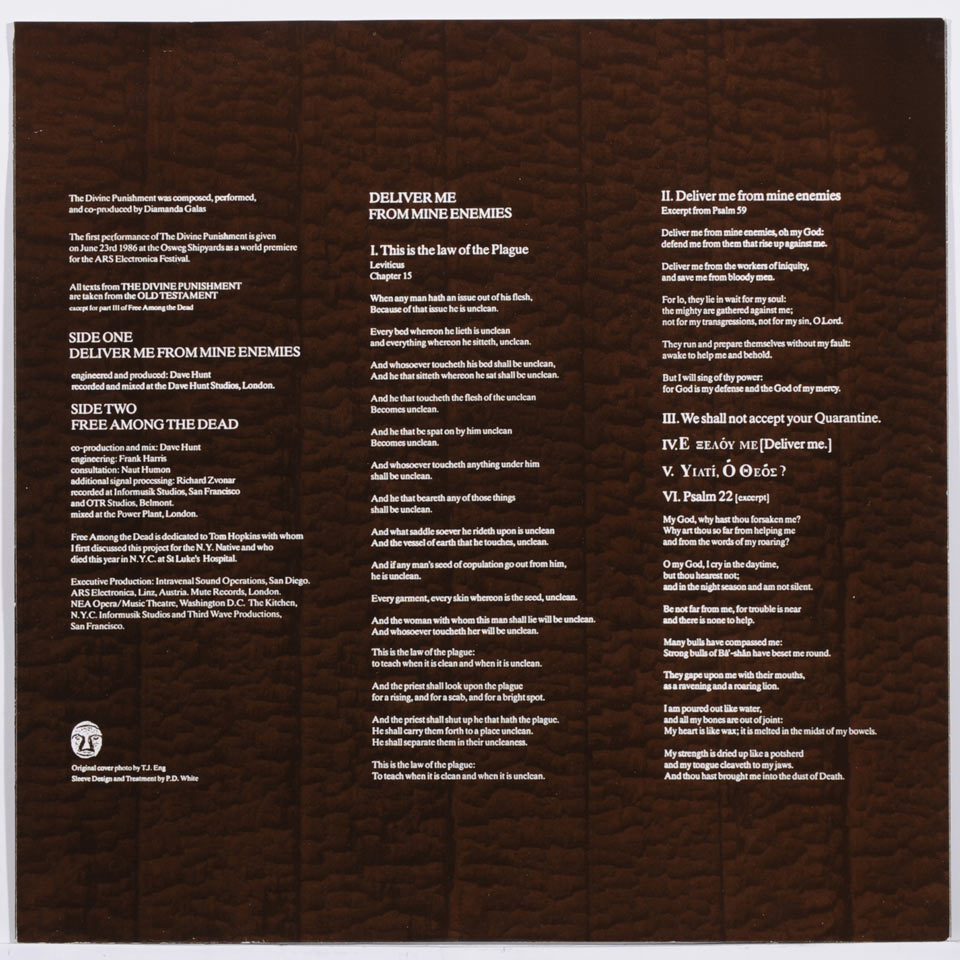 The Divine Punishment was composed, performed,
and co-produced by Diamanda Galas
The first performance of The Divine Punishment is given
on June 23rd 1986 at the Osweg Shipyards as a world premiere
for the ARS Electronica Festival.
All texts from THE DIVINE PUNISHMENT
are taken from the OLD TESTAMENT
except for part III of Free Among the Dead
SIDE ONE
DELIVER ME FROM MINE ENEMIES
engineered and produced: Dave Hunt
recorded and mixed at the Dave Hunt Studios, London.
SIDE TWO
FREE AMONG THE DEAD
co-production and mix: Dave Hunt
engineering: Frank Harris
consultation: Naut Humon
additional signal processing: Richard Zvonar
recorded at Informusik Studios, San Francisco
and OTR Studios, Belmont.
mixed at the Power Plant, London.
Free Among the Dead is dedicated to Tom Hopkins with whom
I first discussed this project for the N.Y. Native and who
died this year in N.Y.C. at St Luke's Hospital.
Executive Production: Intravenal Sound Operations, San Diego.
ARS Electronica, Linz, Austria. Mute Records, London.
NEA Opera/Music Theatre, Washington D.C. The Kitchen,
N.Y.C. Informusik Studios and Third Wave Productions,
San Francisco.
Original cover photo by T.J. Eng
Sleeve Design and Treatment by P.D. White
DELIVER ME
FROM MINE ENEMIES
I. This is the law of the Plague
Leviticus
Chapter 15
When any man hath an issue out of his flesh,
Because of that issue he is unclean.
Every bed whereon he lieth is unclean
and everything whereon he sitteth, unclean.
And whosoever toucheth his bed shall be unclean,
And he that sitteth whereon he sat shall be unclean.
And he that toucheth the flesh of the unclean
Becomes unclean.
And he that be spat on by him unclean
Becomes unclean.
And whosoever toucheth anything under him
shall be unclean.
And he that beareth any of those things
shall be unclean.
And what saddle soever he rideth upon is unclean
And the vessel of earth that he touches, unclean.
And if any man's seed of copulation go out from him,
he is unclean.
Every garment, every skin whereon is the seed, unclean.
And the woman with whom this man shall lie will be unclean.
And whosoever toucheth her will be unclean.
This is the law of the plague:
to teach when it is clean and when it is unclean.
And the priest shall look upon the plague
for a rising, and for a scab, and for a bright spot.
And the priest shall shut up he that hath the plague.
He shall carry them forth to a place unclean.
He shall separate them in their uncleaness.
This is the law of the plague:
To teach when it is clean and when it is unclean.
II. Deliver me from mine enemies
Excerpt from Psalm 59
Deliver me from mine enemies, oh my God:
defend me from them that rise up against me.
Deliver me from the workers of iniquity,
and save me from bloody men.
For lo, they lie in wait for my soul:
the mighty are gathered against me;
not for my transgressions, not for my sin, O Lord.
They run and prepare themselves without my fault:
awake to help me and behold.
But I will sing of thy power:
for God is my defense and the God of my mercy.
III. We shall not accept your Quarantine.
IV. Ε ΞΕΛΌΥ ΜΕ [Deliver me.]
V. ΥΙΑΤΊ, Ό ΘΕΌΣ ?
VI. Psalm 22 [excerpt]
My God, why hast thou forsaken me?
Why art thou so far from helping me
and from the words of my roaring?
O my God, I cry in the daytime,
but thou hearest not;
and in the night season and am not silent.
Be not far from me, for trouble is near
and there is none to help.
Many bulls have compassed me:
Strong bulls of Bā'-shăn have beset me round.
They gape upon me with their mouths,
as a ravening and a roaring lion.
I am poured out like water,
and all my bones are out of joint:
My heart is like wax; it is melted in the midst of my bowels.
My strength is dried up like a potsherd
and my tongue cleaveth to my jaws.
And thou hast brought me into the dust of Death.